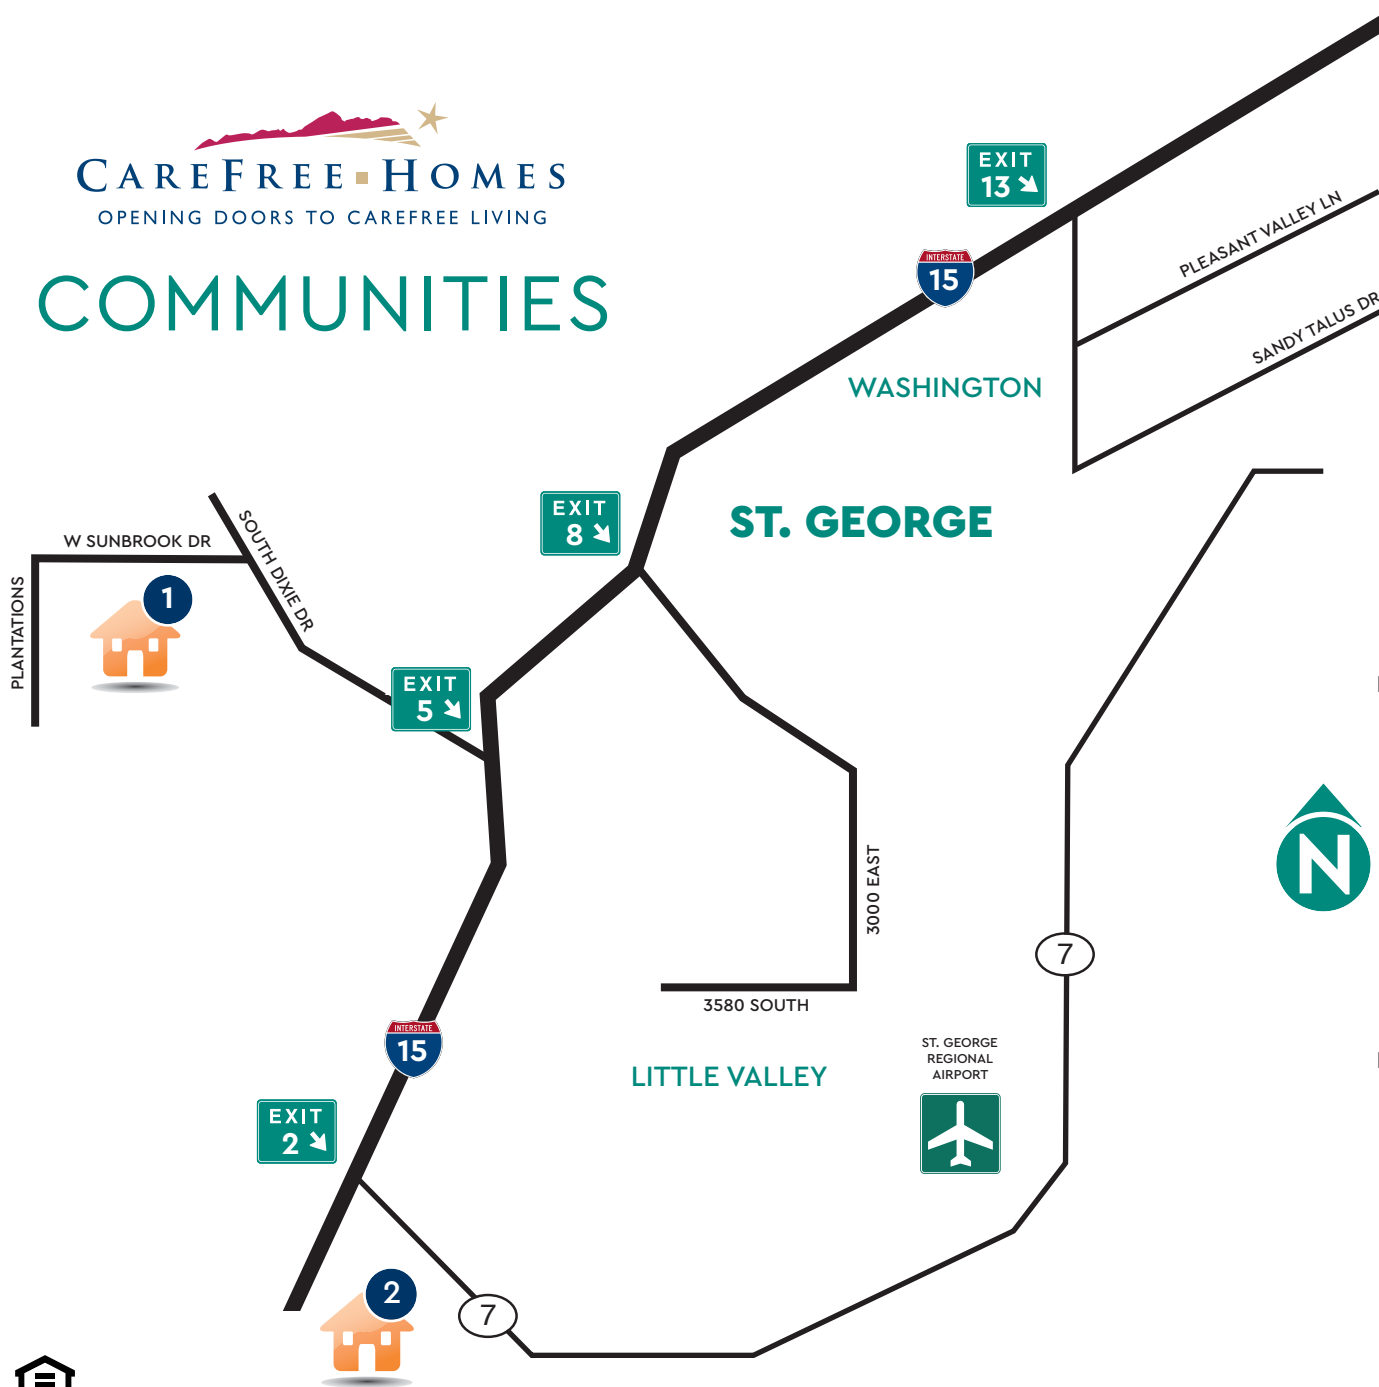 CAREFREE HOMES
OPENING DOORS TO CAREFREE LIVING
COMMUNITIES
EXIT
13
INTERSTATE
15
PLEASANT VALLEY LN
SANDY TALUS DR
WASHINGTON
ST. GEORGE
EXIT
8
W SUNBROOK DR
SOUTH DIXIE DR
PLANTATIONS
1
EXIT
5
3000 EAST
3580 SOUTH
N
7
INTERSTATE
15
LITTLE VALLEY
ST. GEORGE
REGIONAL
AIRPORT
EXIT
2
2
7